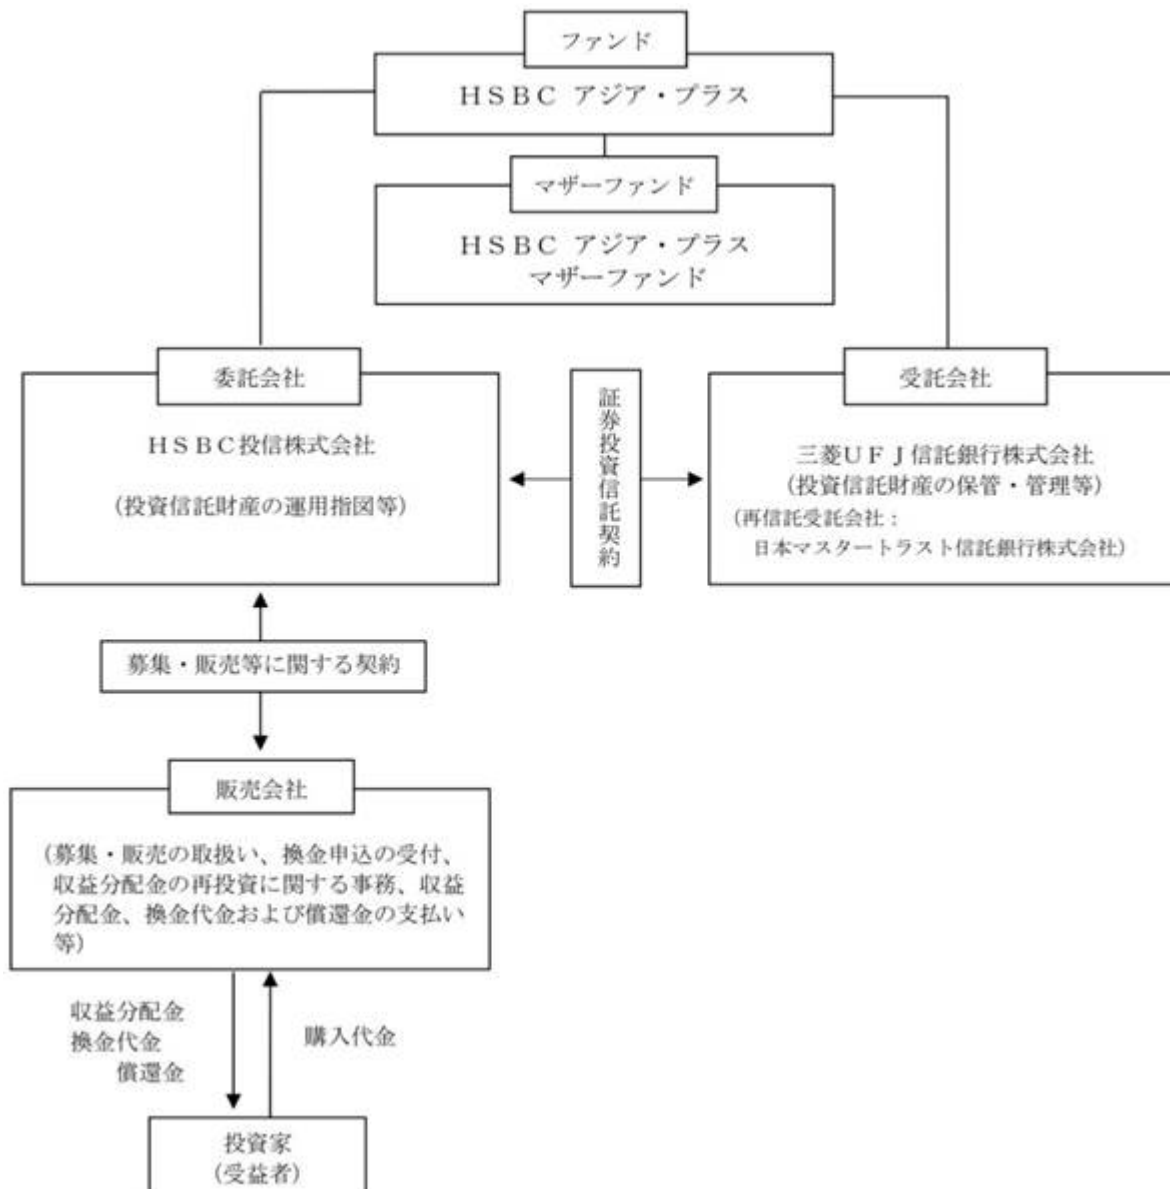 ファンド
ＨＳＢＣ アジア・プラス
マザーファンド
ＨＳＢＣ アジア・プラス
マザーファンド
委託会社
ＨＳＢＣ投信株式会社
（投資信託財産の運用指図等）
証券投資信託契約
受託会社
三菱ＵＦＪ信託銀行株式会社
（投資信託財産の保管・管理等）
（再信託受託会社：
日本マスタートラスト信託銀行株式会社）
募集・販売等に関する契約
販売会社
（募集・販売の取扱い、換金申込の受付、
収益分配金の再投資に関する事務、収益
分配金、換金代金および償還金の支払い
等）
収益分配金
換金代金
償還金
購入代金
投資家
（受益者）